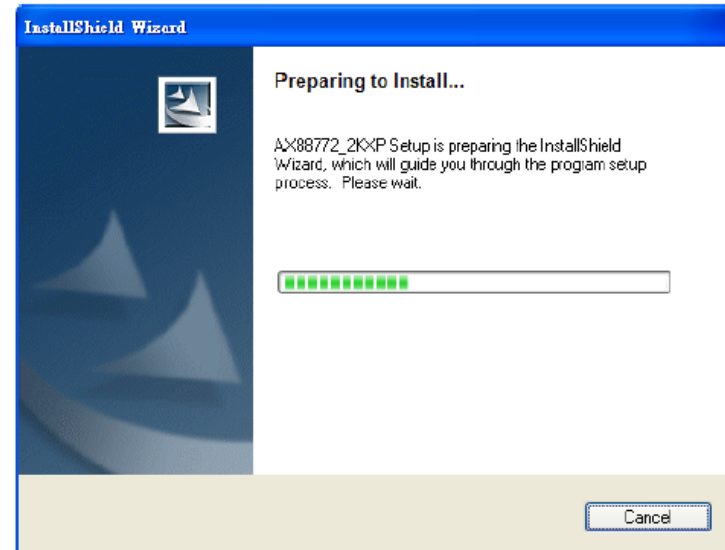 InstallShield Wizard
Preparing to Install...
AX88772_2KXP Setup is preparing the InstallShield
Wizard, which will guide you through the program setup
process. Please wait.
Cancel